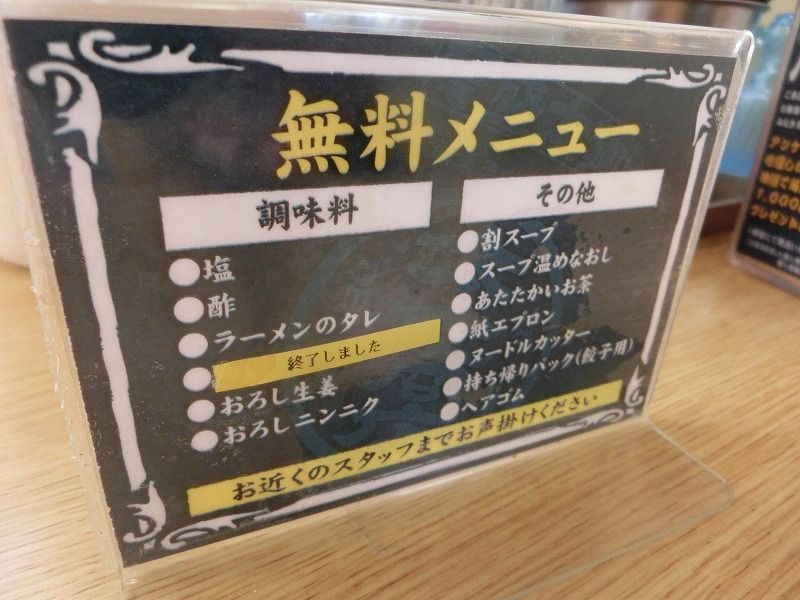 無料メニュー
調味料
●塩
●酢
●ラーメンのタレ
●終了しました
●おろし生姜
●おろしニンニク
その他
●割スープ
●スープ温めなおし
●あたたかいお茶
●紙エプロン
●ヌードルカッター
●持ち帰りパック(餃子用)
●ヘアゴム
お近くのスタッフまでお声掛けください